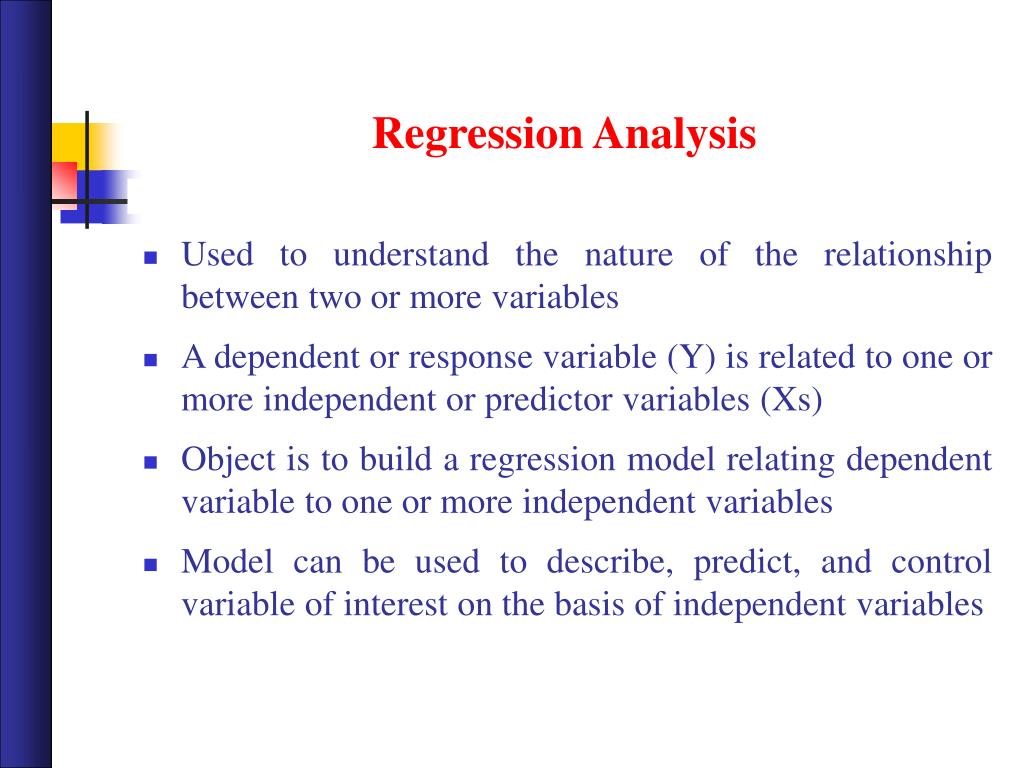 Regression Analysis
Used to understand the nature of the relationship
between two or more variables
A dependent or response variable (Y) is related to one or
more independent or predictor variables (Xs)
Object is to build a regression model relating dependent
variable to one or more independent variables
Model can be used to describe, predict, and control
variable of interest on the basis of independent variables